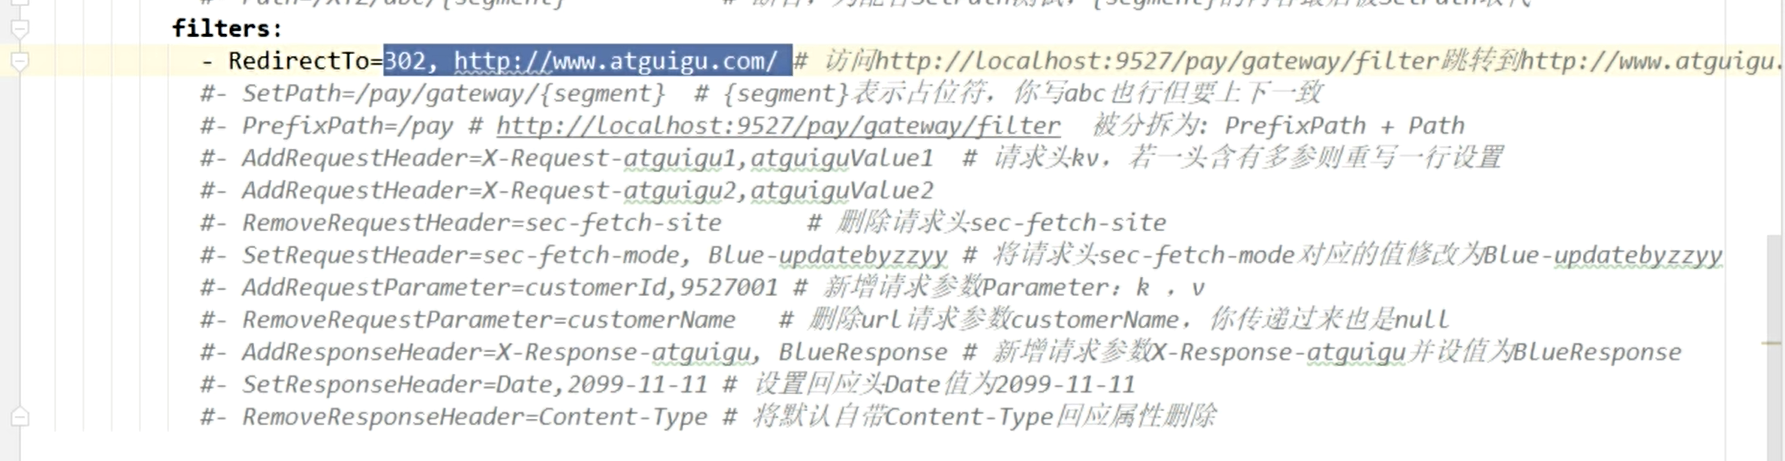 filters:
- RedirectTo=302, http://www.atguigu.com/ # 访问http://localhost:9527/pay/gateway/filter跳转到http://www.atguigu.
#- SetPath=/pay/gateway/{segment}  # {segment}表示占位符，你写abc也行但要上下一致
#- PrefixPath=/pay # http://localhost:9527/pay/gateway/filter  被分拆为: PrefixPath + Path
#- AddRequestHeader=X-Request-atguigu1,atguiguValue1  # 请求头kv，若一头含有多参则重写一行设置
#- AddRequestHeader=X-Request-atguigu2,atguiguValue2
#- RemoveRequestHeader=sec-fetch-site      # 删除请求头sec-fetch-site
#- SetRequestHeader=sec-fetch-mode, Blue-updatebyzzyy # 将请求头sec-fetch-mode对应的值修改为Blue-updatebyzzyy
#- AddRequestParameter=customerId,9527001 # 新增请求参数Parameter：k ，v
#- RemoveRequestParameter=customerName   # 删除url请求参数customerName，你传递过来也是null
#- AddResponseHeader=X-Response-atguigu, BlueResponse # 新增请求参数X-Response-atguigu并设值为BlueResponse
#- SetResponseHeader=Date,2099-11-11 # 设置回应头Date值为2099-11-11
#- RemoveResponseHeader=Content-Type # 将默认自带Content-Type回应属性删除